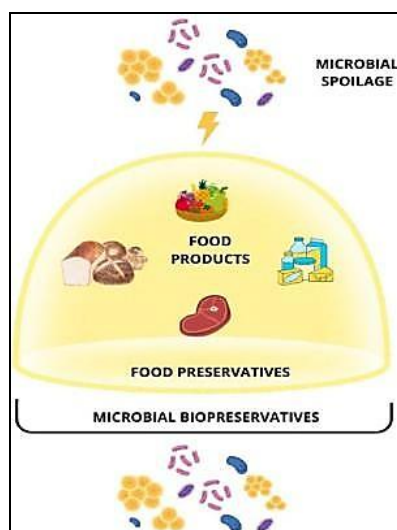 MICROBIAL
SPOILAGE
FOOD
PRODUCTS
FOOD PRESERVATIVES
MICROBIAL BIOPRESERVATIVES